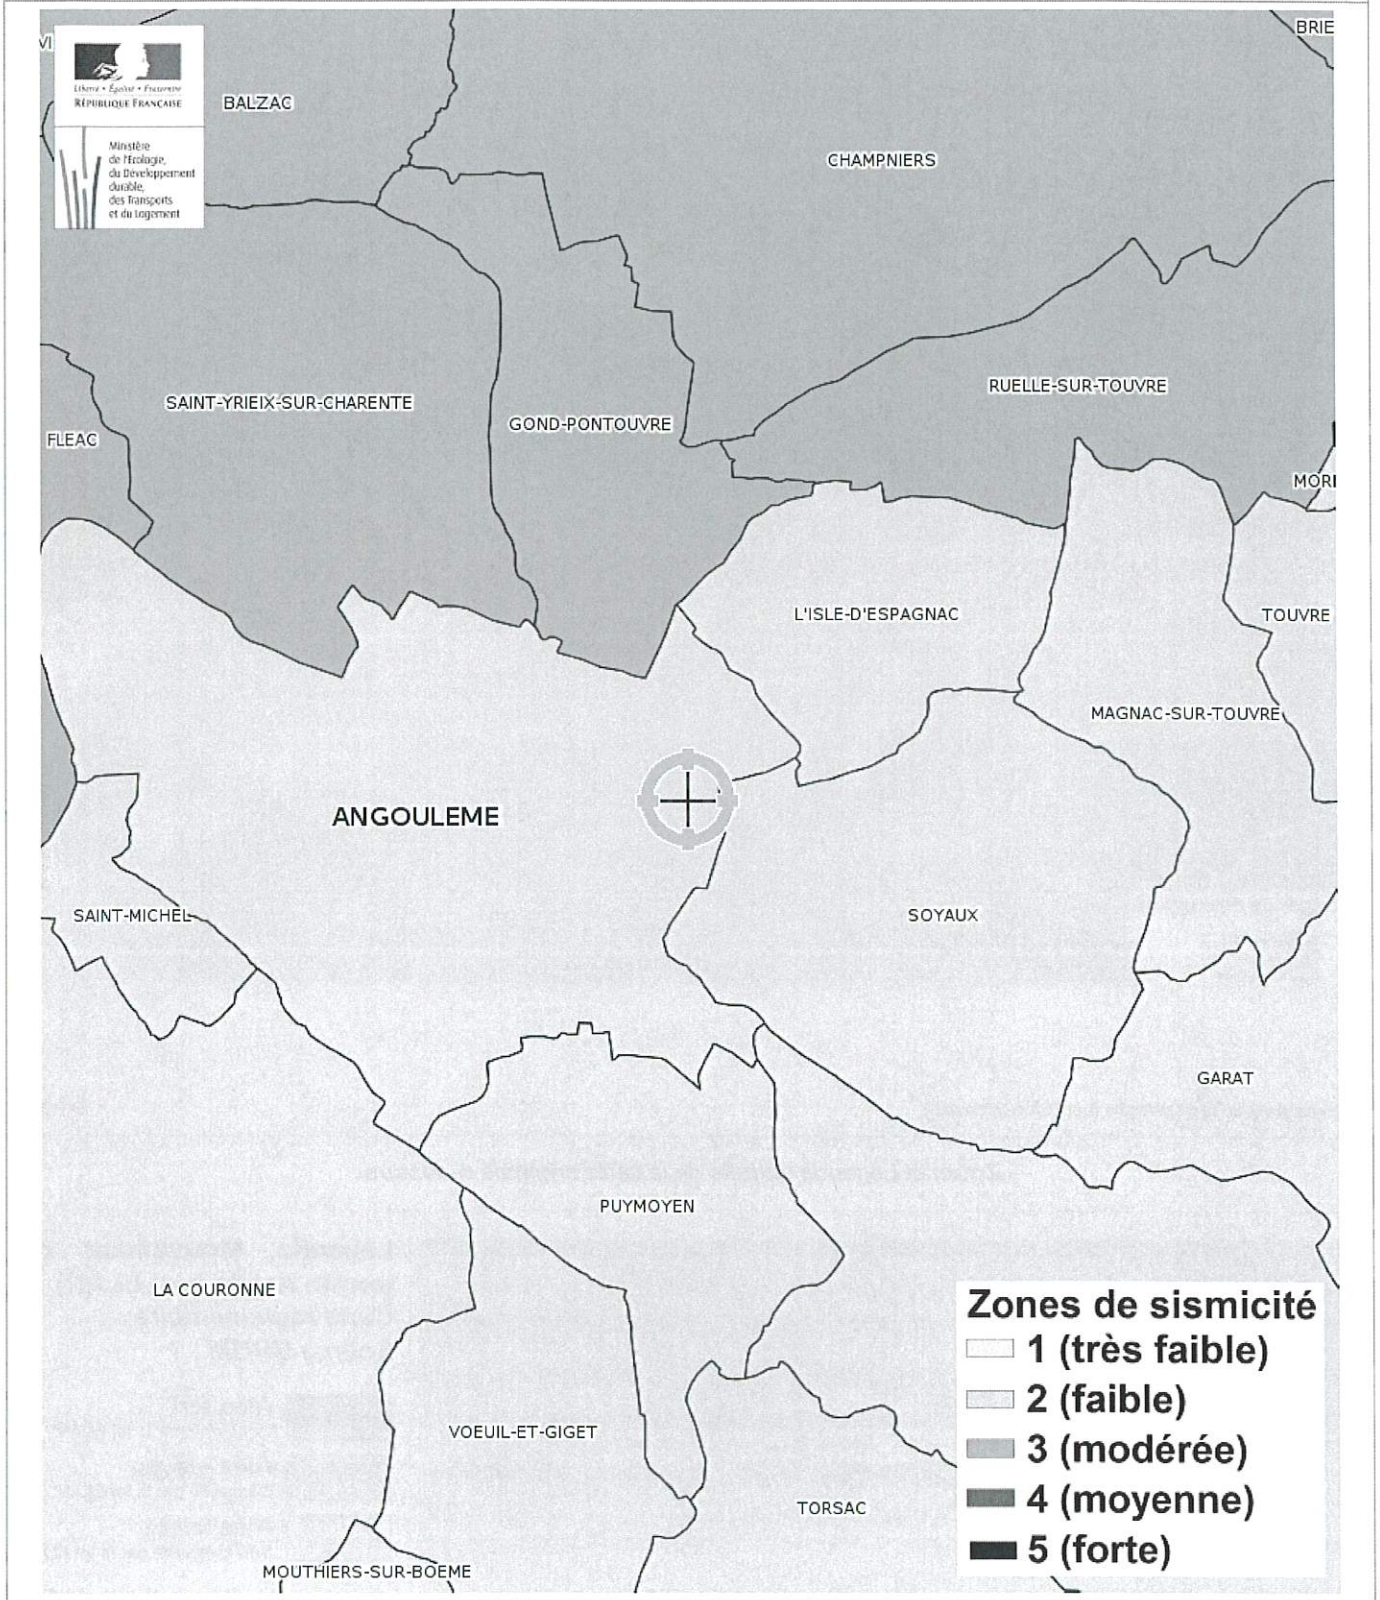 VI
BRIE
Liberté • Égalité • Fraternité
RÉPUBLIQUE FRANÇAISE
BALZAC
Ministère
de l'Ecologie,
du Développement
durable,
des Transports
et du Logement
CHAMPNIERS
RUELLE-SUR-TOUVRE
SAINT-YRIEIX-SUR-CHARENTE
GOND-PONTOUVRE
FLEAC
MOR
L'ISLE-D'ESPAGNAC
TOUVRE
MAGNAC-SUR-TOUVRE
ANGOULEME
SAINT-MICHEL
SOYAUX
GARAT
PUYMOYEN
LA COURONNE
Zones de sismicité
1 (très faible)
2 (faible)
3 (modérée)
4 (moyenne)
5 (forte)
VOEUIL-ET-GIGET
TORSAC
MOUTHIERS-SUR-BOEME